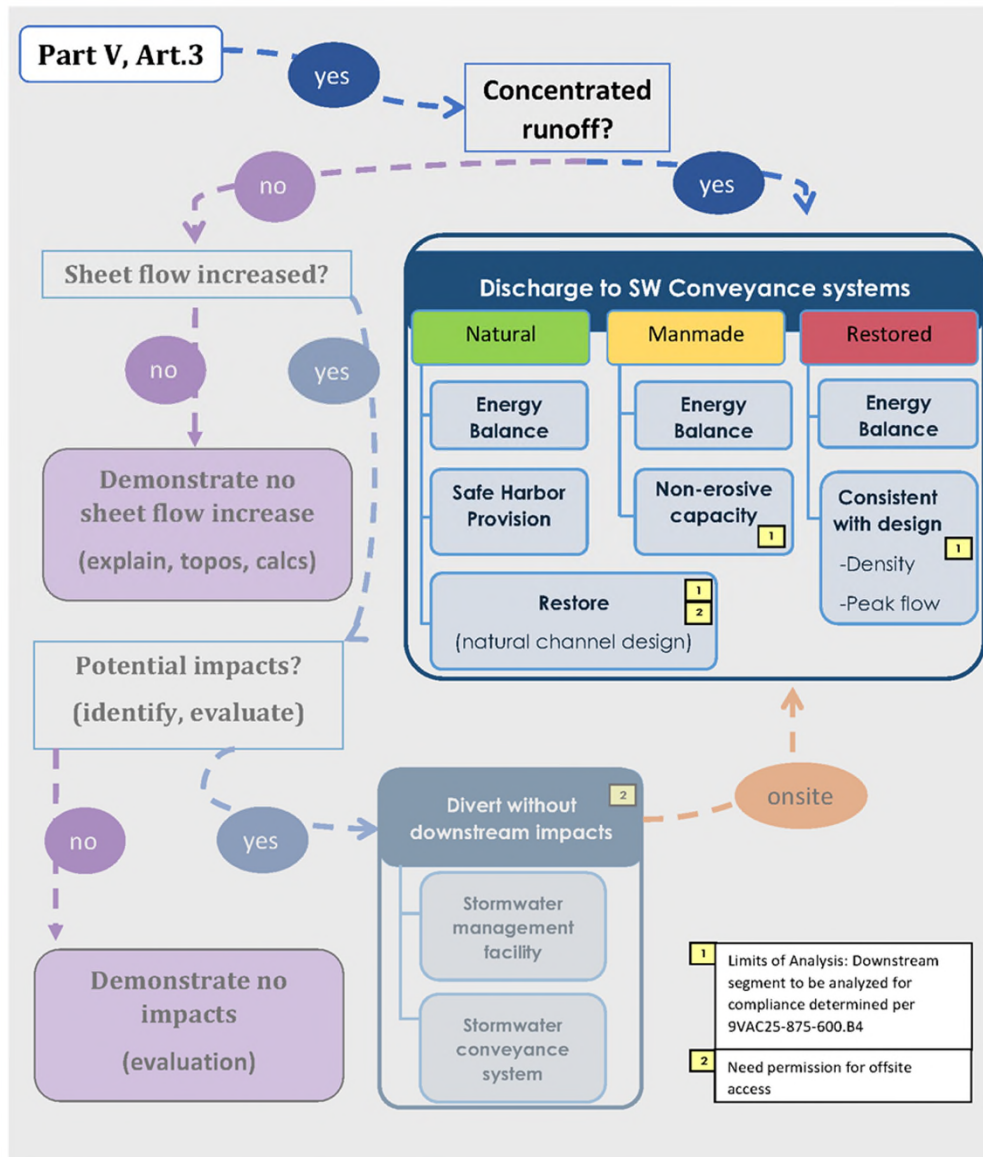 Part V, Art.3
yes
Concentrated
runoff?
no
yes
Sheet flow increased?
no
yes
Demonstrate no
sheet flow increase
(explain, topos, calcs)
Discharge to SW Conveyance systems
Natural
Manmade
Restored
Energy
Balance
Energy
Balance
Energy
Balance
Safe Harbor
Provision
Non-erosive
capacity
1
Consistent
with design
1
-Density
-Peak flow
Restore
1
2
(natural channel design)
Potential impacts?
(identify, evaluate)
no
yes
Divert without
downstream impacts
2
onsite
Stormwater
management
facility
Stormwater
conveyance
system
Demonstrate no
impacts
(evaluation)
1
Limits of Analysis: Downstream
segment to be analyzed for
compliance determined per
9VAC25-875-600.B4
2
Need permission for offsite
access